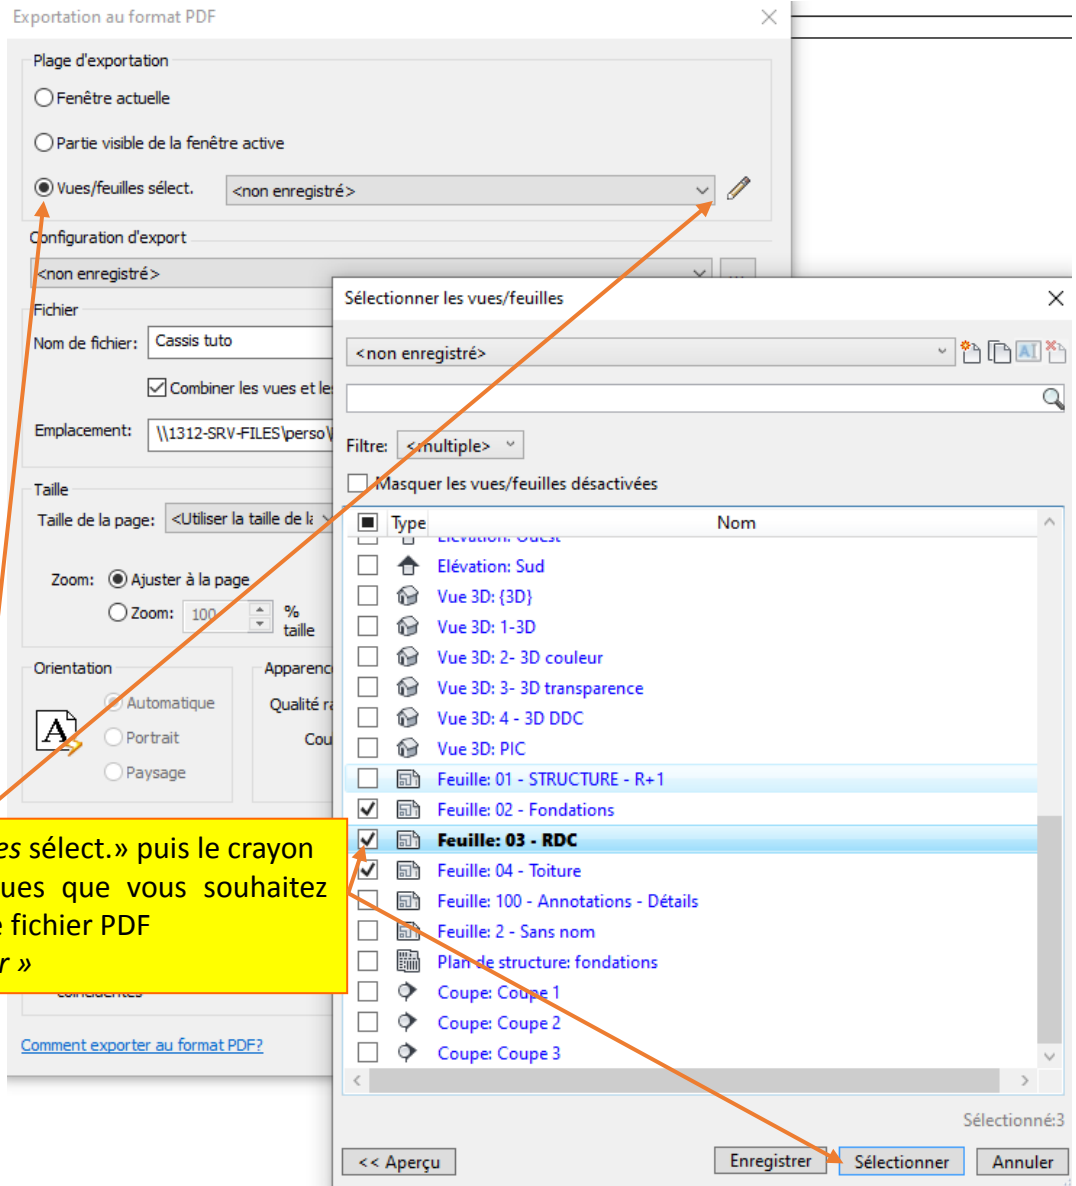 Exportation au format PDF
Plage d'exportation
Fenêtre actuelle
Partie visible de la fenêtre active
Vues/feuilles sélect.
<non enregistré>
Configuration d'export
<non enregistré>
...
Fichier
Nom de fichier:
Cassis tuto
Combiner les vues et les
Emplacement:
\\1312-SRV-FILES\perso\
Taille
Taille de la page:
<Utiliser la taille de la
Zoom:
Ajuster à la page
Zoom:
100
%
taille
Orientation
Automatique
Portrait
Paysage
A
Apparenc
Qualité ra
Cou
es sélect.» puis le crayon
ues que vous souhaitez
e fichier PDF
r »
coïncidentes
Comment exporter au format PDF?
Sélectionner les vues/feuilles
<non enregistré>
AI
Filtre:
<multiple>
Masquer les vues/feuilles désactivées
Type
Nom
Elévation: Ouest
Elévation: Sud
Vue 3D: {3D}
Vue 3D: 1-3D
Vue 3D: 2- 3D couleur
Vue 3D: 3- 3D transparence
Vue 3D: 4 - 3D DDC
Vue 3D: PIC
Feuille: 01 - STRUCTURE - R+1
Feuille: 02 - Fondations
Feuille: 03 - RDC
Feuille: 04 - Toiture
Feuille: 100 - Annotations - Détails
Feuille: 2 - Sans nom
Plan de structure: fondations
Coupe: Coupe 1
Coupe: Coupe 2
Coupe: Coupe 3
Sélectionné:3
<< Aperçu
Enregistrer
Sélectionner
Annuler